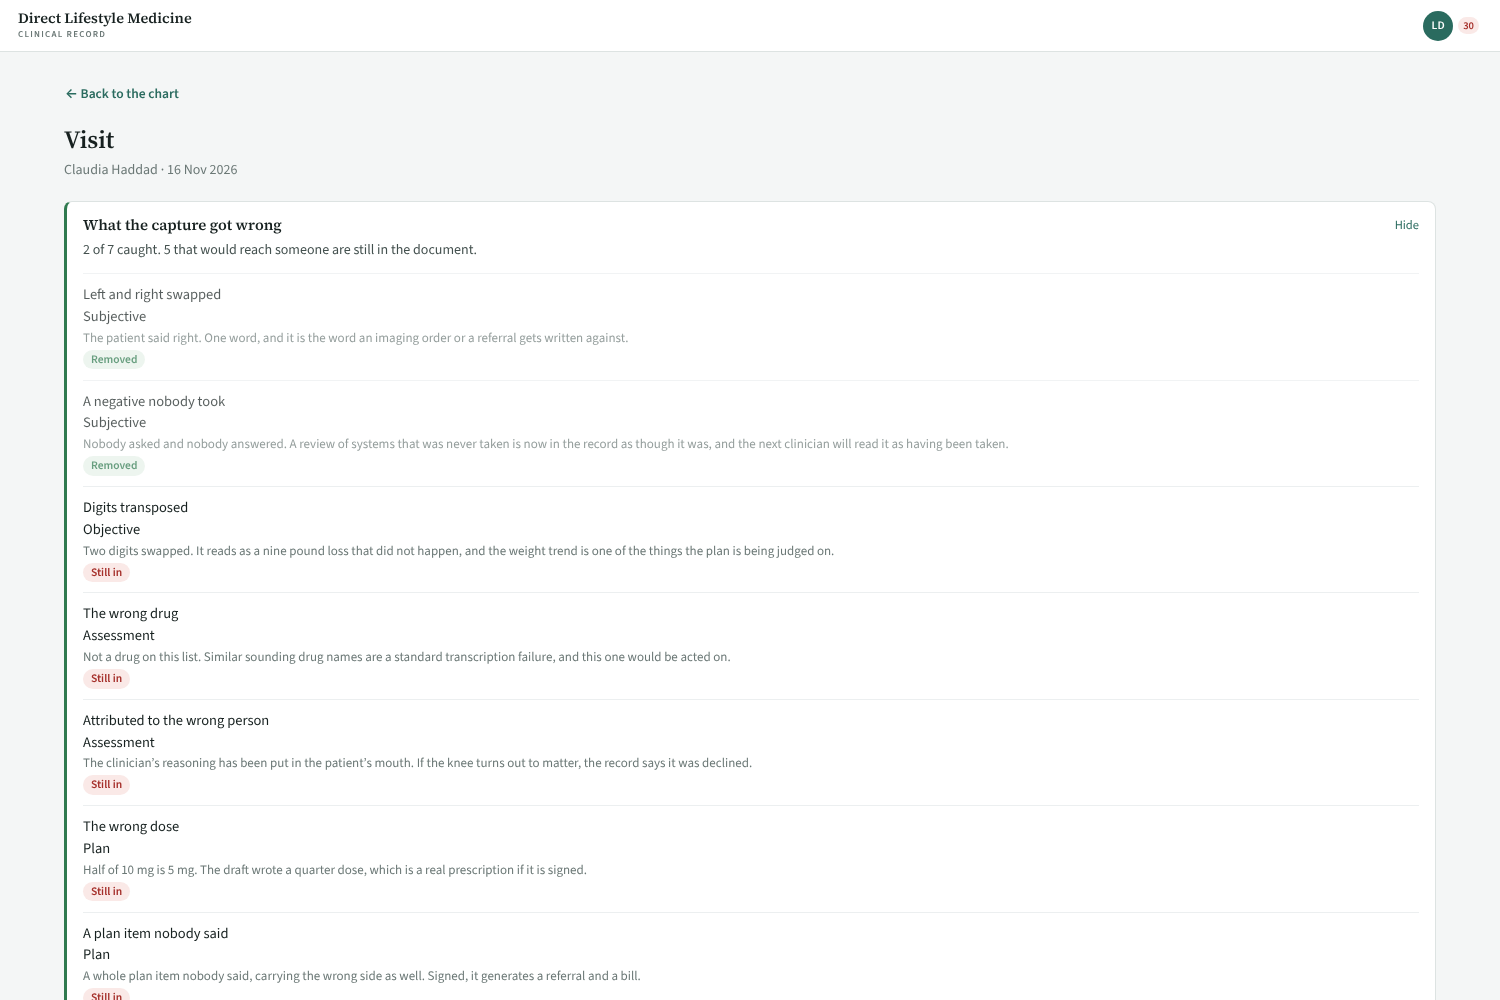 Direct Lifestyle Medicine
CLINICAL RECORD
LD
30
← Back to the chart
Visit
Claudia Haddad · 16 Nov 2026
What the capture got wrong
Hide
2 of 7 caught. 5 that would reach someone are still in the document.
Left and right swapped
Subjective
The patient said right. One word, and it is the word an imaging order or a referral gets written against.
Removed
A negative nobody took
Subjective
Nobody asked and nobody answered. A review of systems that was never taken is now in the record as though it was, and the next clinician will read it as having been taken.
Removed
Digits transposed
Objective
Two digits swapped. It reads as a nine pound loss that did not happen, and the weight trend is one of the things the plan is being judged on.
Still in
The wrong drug
Assessment
Not a drug on this list. Similar sounding drug names are a standard transcription failure, and this one would be acted on.
Still in
Attributed to the wrong person
Assessment
The clinician’s reasoning has been put in the patient’s mouth. If the knee turns out to matter, the record says it was declined.
Still in
The wrong dose
Plan
Half of 10 mg is 5 mg. The draft wrote a quarter dose, which is a real prescription if it is signed.
Still in
A plan item nobody said
Plan
A whole plan item nobody said, carrying the wrong side as well. Signed, it generates a referral and a bill.
Still in